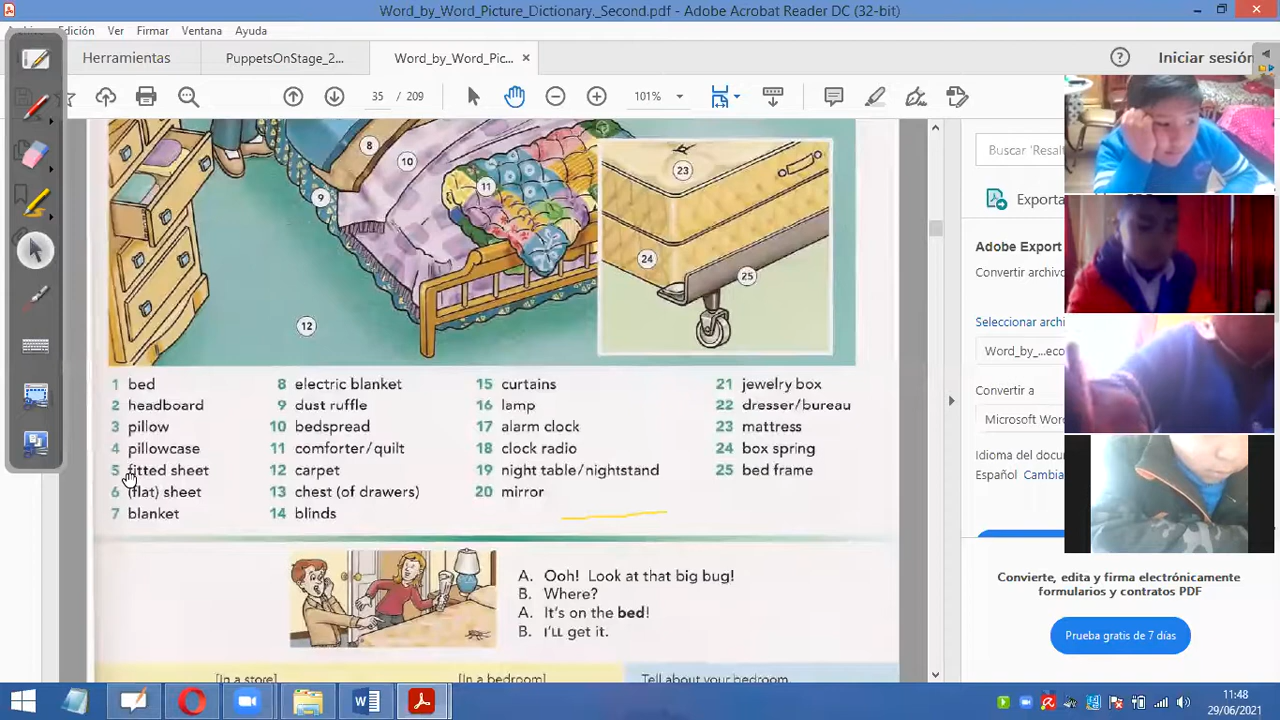 Word_by_Word_Picture_Dictionary_Second.pdf - Adobe Acrobat Reader DC (32-bit)
Edición Ver Firmar Ventana Ayuda
Herramientas PuppetsOnStage_2... Word_by_Word_Pic... Iniciar sesión
37 / 209 101%
8
10
9
11
12
23
24
25
1 bed
2 headboard
3 pillow
4 pillowcase
5 fitted sheet
6 (flat) sheet
7 blanket
8 electric blanket
9 dust ruffle
10 bedspread
11 comforter/quilt
12 carpet
13 chest (of drawers)
14 blinds
15 curtains
16 lamp
17 alarm clock
18 clock radio
19 night table/nightstand
20 mirror
21 jewelry box
22 dresser/bureau
23 mattress
24 box spring
25 bed frame
A. Ooh! Look at that big bug!
B. Where?
A. It's on the bed!
B. I'LL get it.
[In a store] [In a bedroom] Tell about your bedroom
Buscar 'Resalt
Exporta
Adobe Export
Convertir archivo
Seleccionar archi
Word_by_...eco
Convertir a
Microsoft Wor
Idioma del docu
Español Cambia
Convierte, edita y firma electrónicamente
formularios y contratos PDF
Prueba gratis de 7 días
11:48
29/06/2021